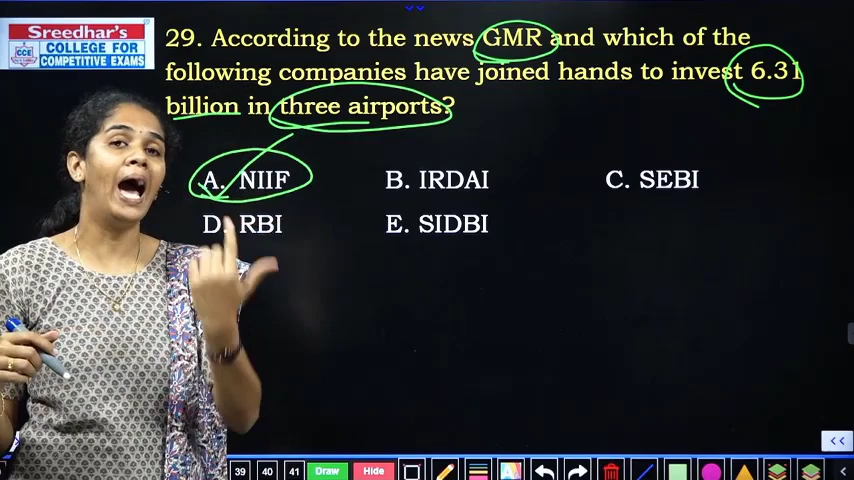 Sreedhar's
CCE
COLLEGE FOR
COMPETITIVE EXAMS
29. According to the news GMR and which of the
following companies have joined hands to invest 6.31
billion in three airports?
A. NIIF
B. IRDAI
C. SEBI
D. RBI
E. SIDBI
39 40 41 Draw Hide